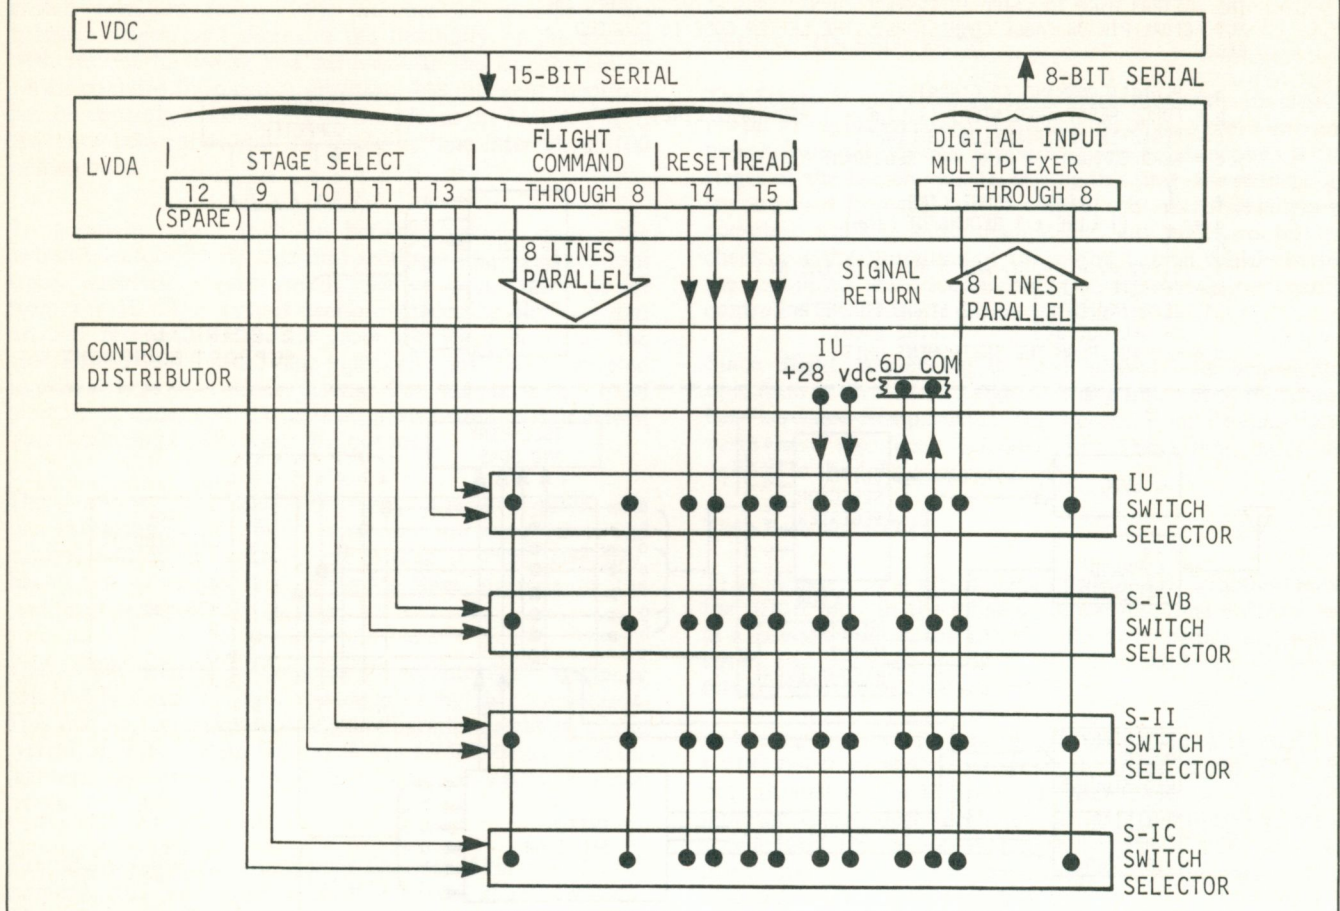 LVDC
15-BIT SERIAL
8-BIT SERIAL
LVDA
STAGE SELECT
FLIGHT
COMMAND
RESET
READ
DIGITAL INPUT
MULTIPLEXER
12 9 10 11 13 1 THROUGH 8 14 15
(SPARE)
1 THROUGH 8
8 LINES
PARALLEL
SIGNAL
RETURN
8 LINES
PARALLEL
CONTROL
DISTRIBUTOR
IU
+28 vdc
6D COM
IU
SWITCH
SELECTOR
S-IVB
SWITCH
SELECTOR
S-II
SWITCH
SELECTOR
S-IC
SWITCH
SELECTOR